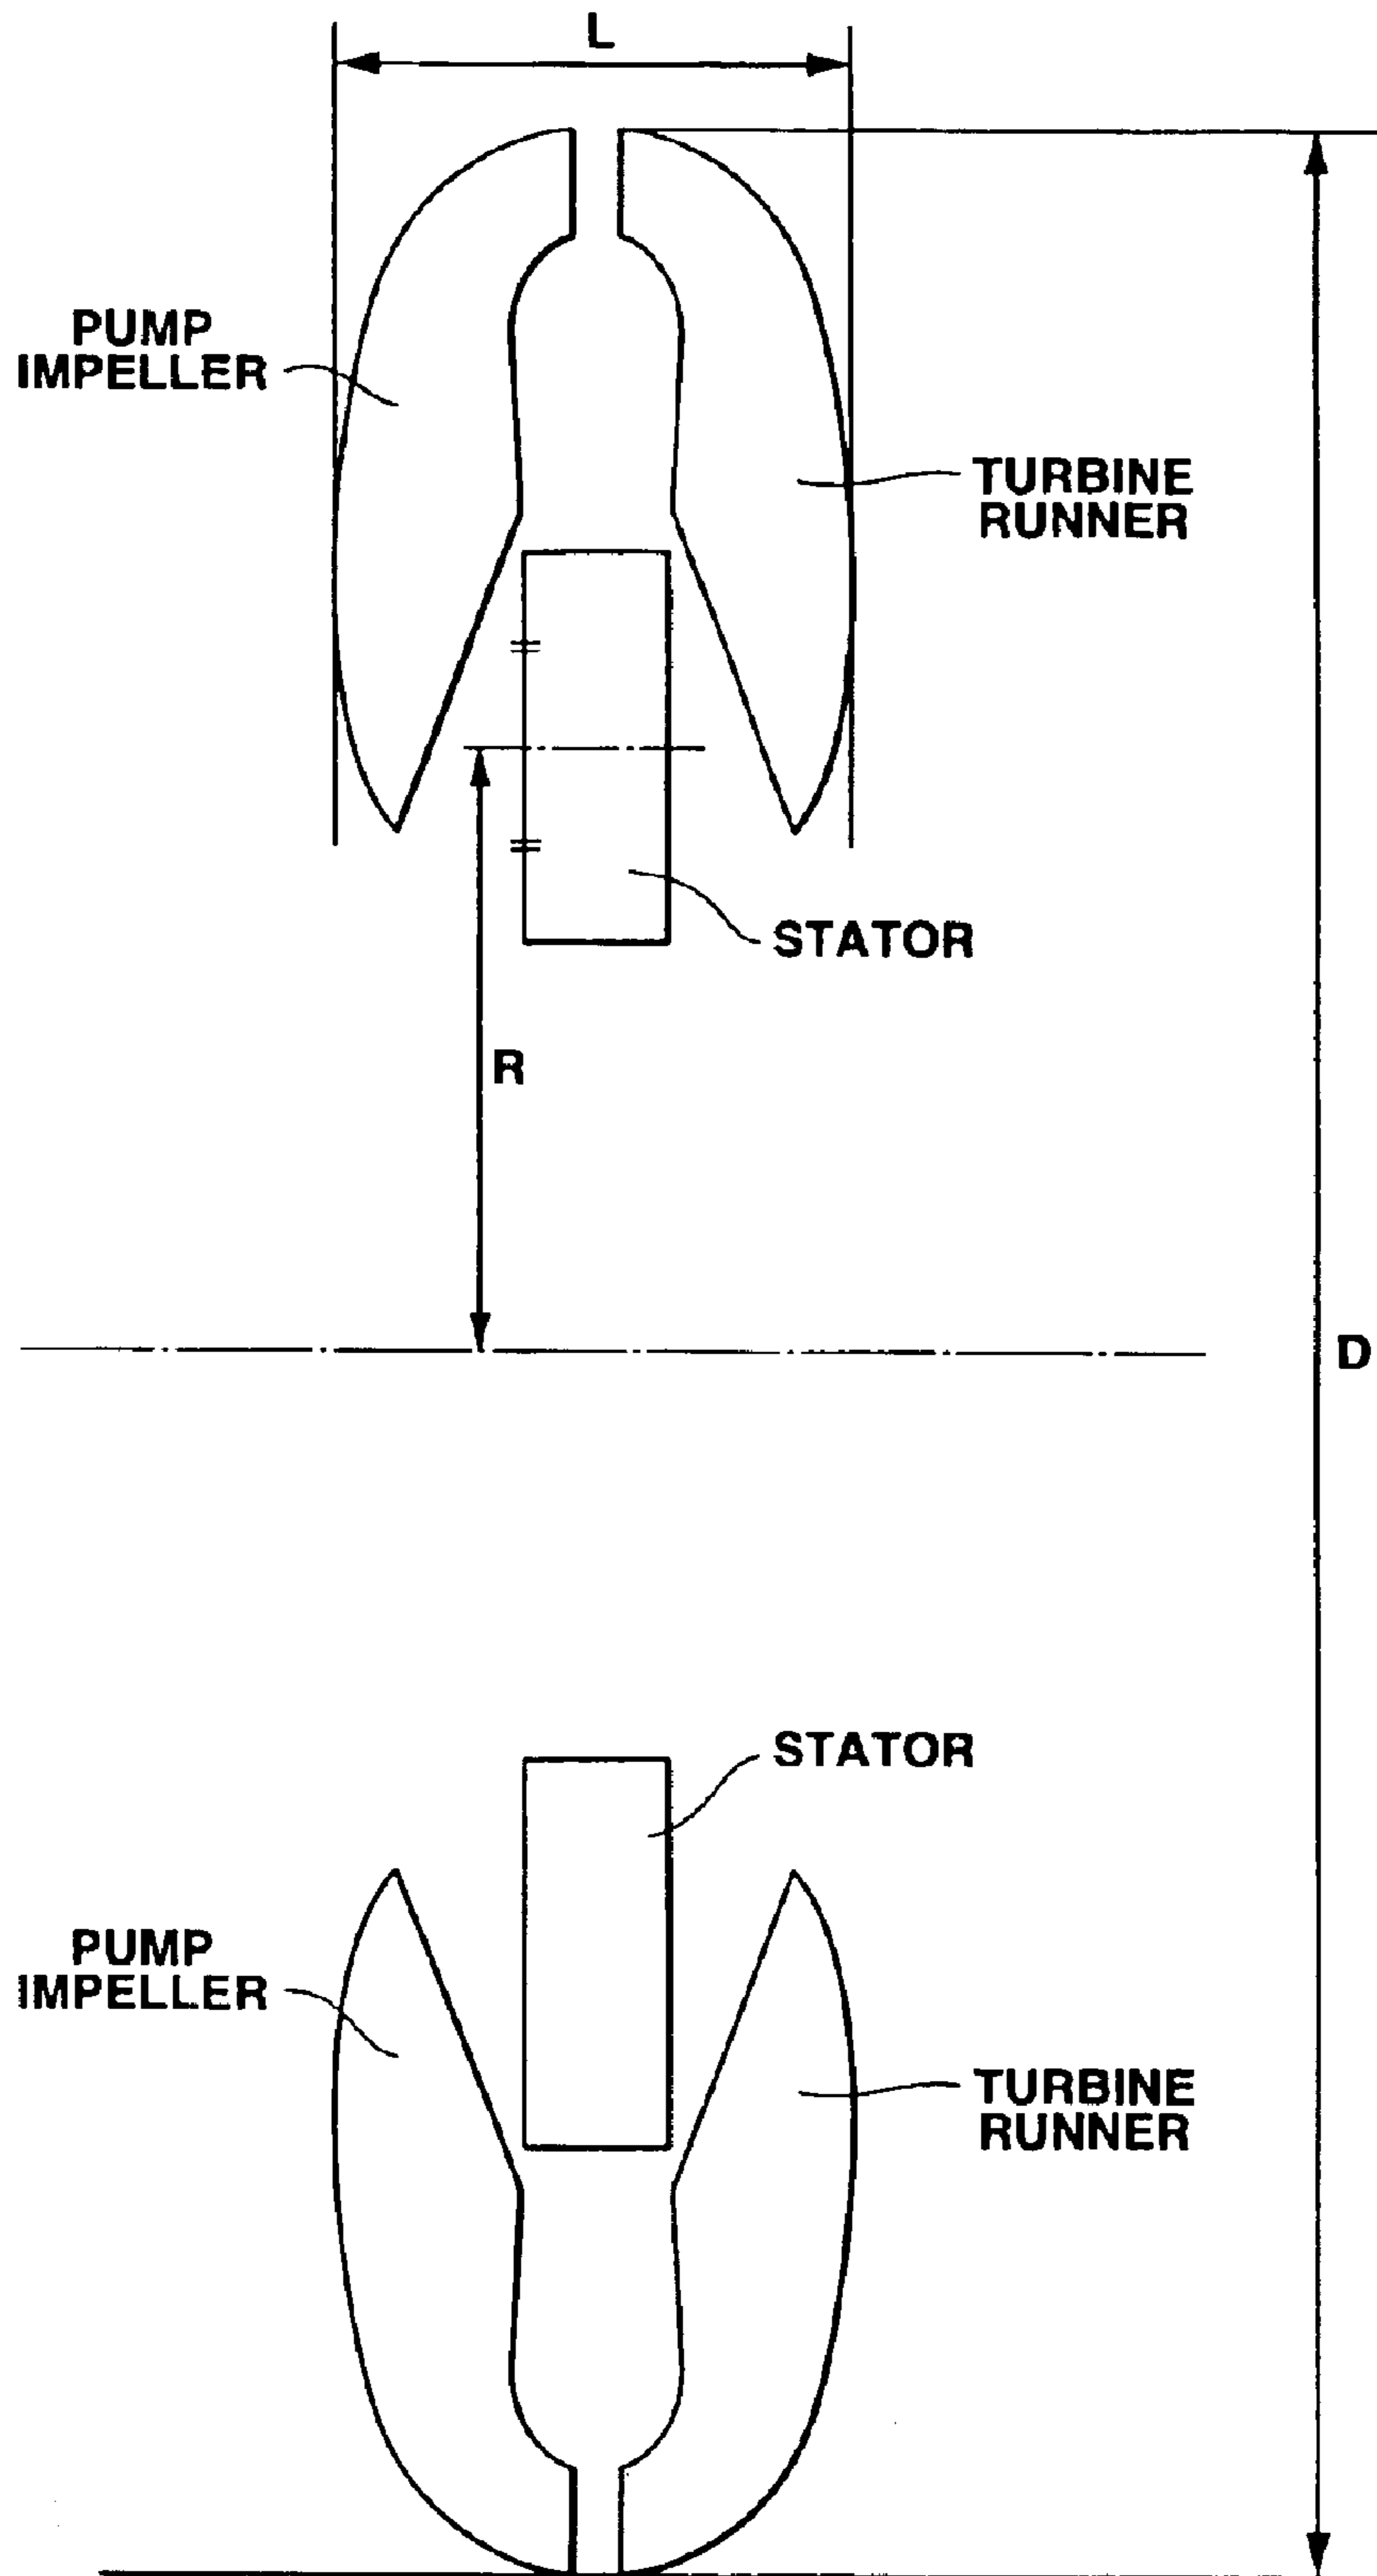 L
PUMP
IMPELLER
TURBINE
RUNNER
STATOR
R
D
STATOR
PUMP
IMPELLER
TURBINE
RUNNER